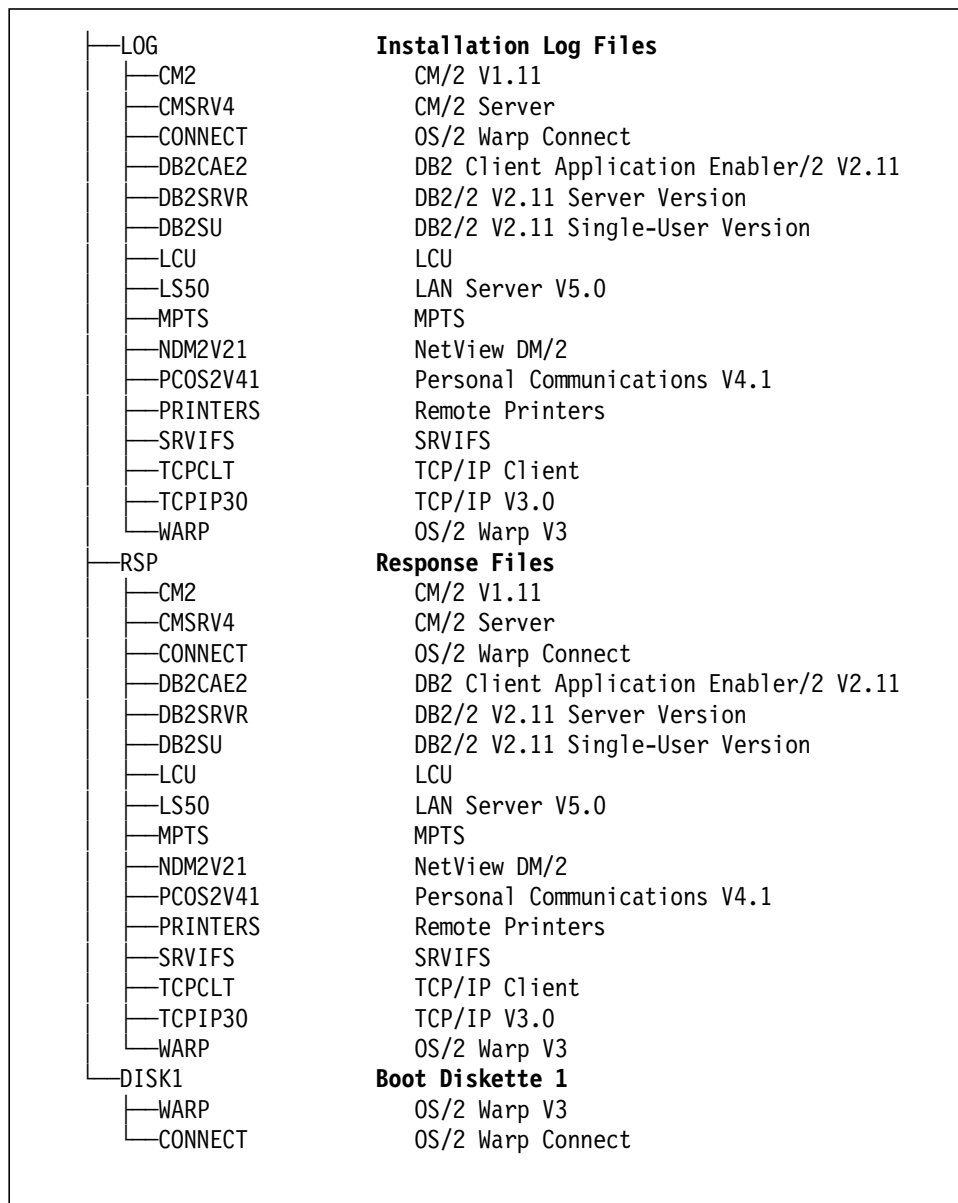 LOG Installation Log Files
CM2 CM/2 V1.11
CMSRV4 CM/2 Server
CONNECT OS/2 Warp Connect
DB2CAE2 DB2 Client Application Enabler/2 V2.11
DB2SRVR DB2/2 V2.11 Server Version
DB2SU DB2/2 V2.11 Single-User Version
LCU LCU
LS50 LAN Server V5.0
MPTS MPTS
NDM2V21 NetView DM/2
PCOS2V41 Personal Communications V4.1
PRINTERS Remote Printers
SRVIFS SRVIFS
TCPCLT TCP/IP Client
TCPIP30 TCP/IP V3.0
WARP OS/2 Warp V3
RSP Response Files
CM2 CM/2 V1.11
CMSRV4 CM/2 Server
CONNECT OS/2 Warp Connect
DB2CAE2 DB2 Client Application Enabler/2 V2.11
DB2SRVR DB2/2 V2.11 Server Version
DB2SU DB2/2 V2.11 Single-User Version
LCU LCU
LS50 LAN Server V5.0
MPTS MPTS
NDM2V21 NetView DM/2
PCOS2V41 Personal Communications V4.1
PRINTERS Remote Printers
SRVIFS SRVIFS
TCPCLT TCP/IP Client
TCPIP30 TCP/IP V3.0
WARP OS/2 Warp V3
DISK1 Boot Diskette 1
WARP OS/2 Warp V3
CONNECT OS/2 Warp Connect